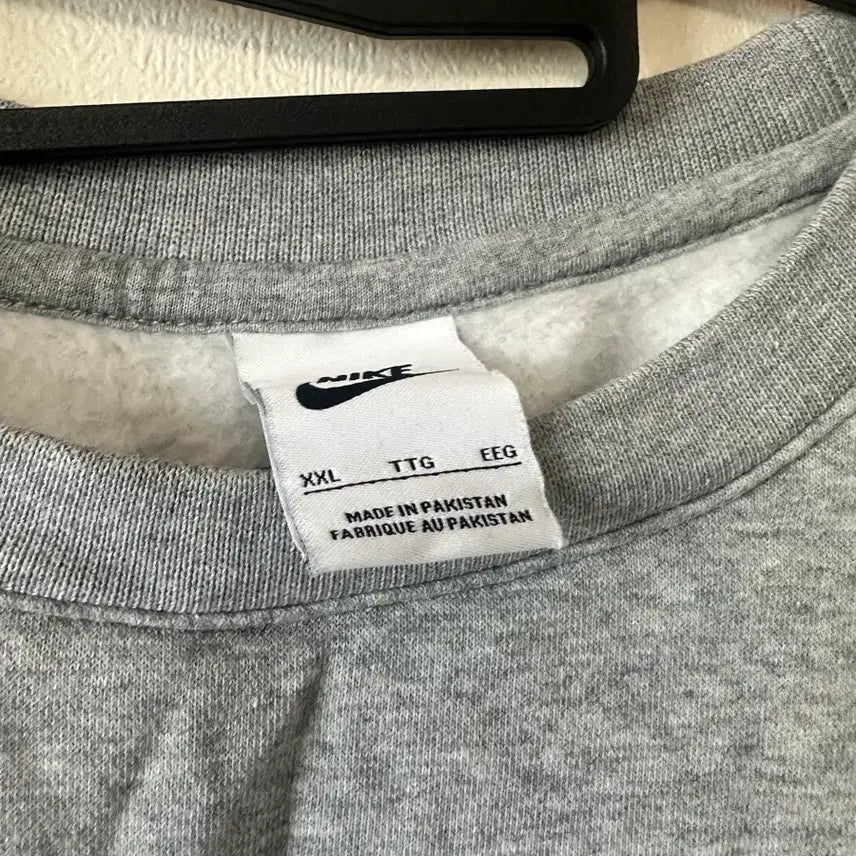 NIKE
XXL TTG EEG
MADE IN PAKISTAN
FABRIQUE AU PAKISTAN